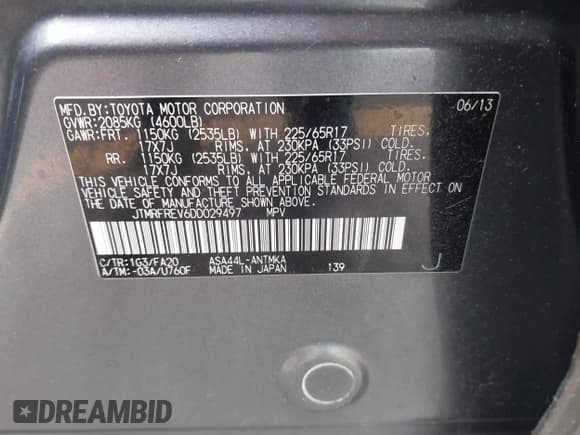 MFD.BY:TOYOTA MOTOR CORPORATION 06/13
GVWR:2085KG (4600LB)
GAWR:FRT. 1150KG (2535LB) WITH 225/65R17 TIRES.
17X7J RIMS. AT 230KPA (33PSI) COLD.
RR. 1150KG (2535LB) WITH 225/65R17 TIRES.
17X7J RIMS. AT 230KPA (33PSI) COLD.
THIS VEHICLE CONFORMS TO ALL APPLICABLE FEDERAL MOTOR
VEHICLE SAFETY AND THEFT PREVENTION STANDARDS IN EFFECT ON
THE DATE OF MANUFACTURE SHOWN ABOVE.
JTMRFREV6DD029497 MPV
C/TR:1G3/FA20 ASA44L-ANTMKA
A/TM:-03A/U760F MADE IN JAPAN 139 J
DREAMBID